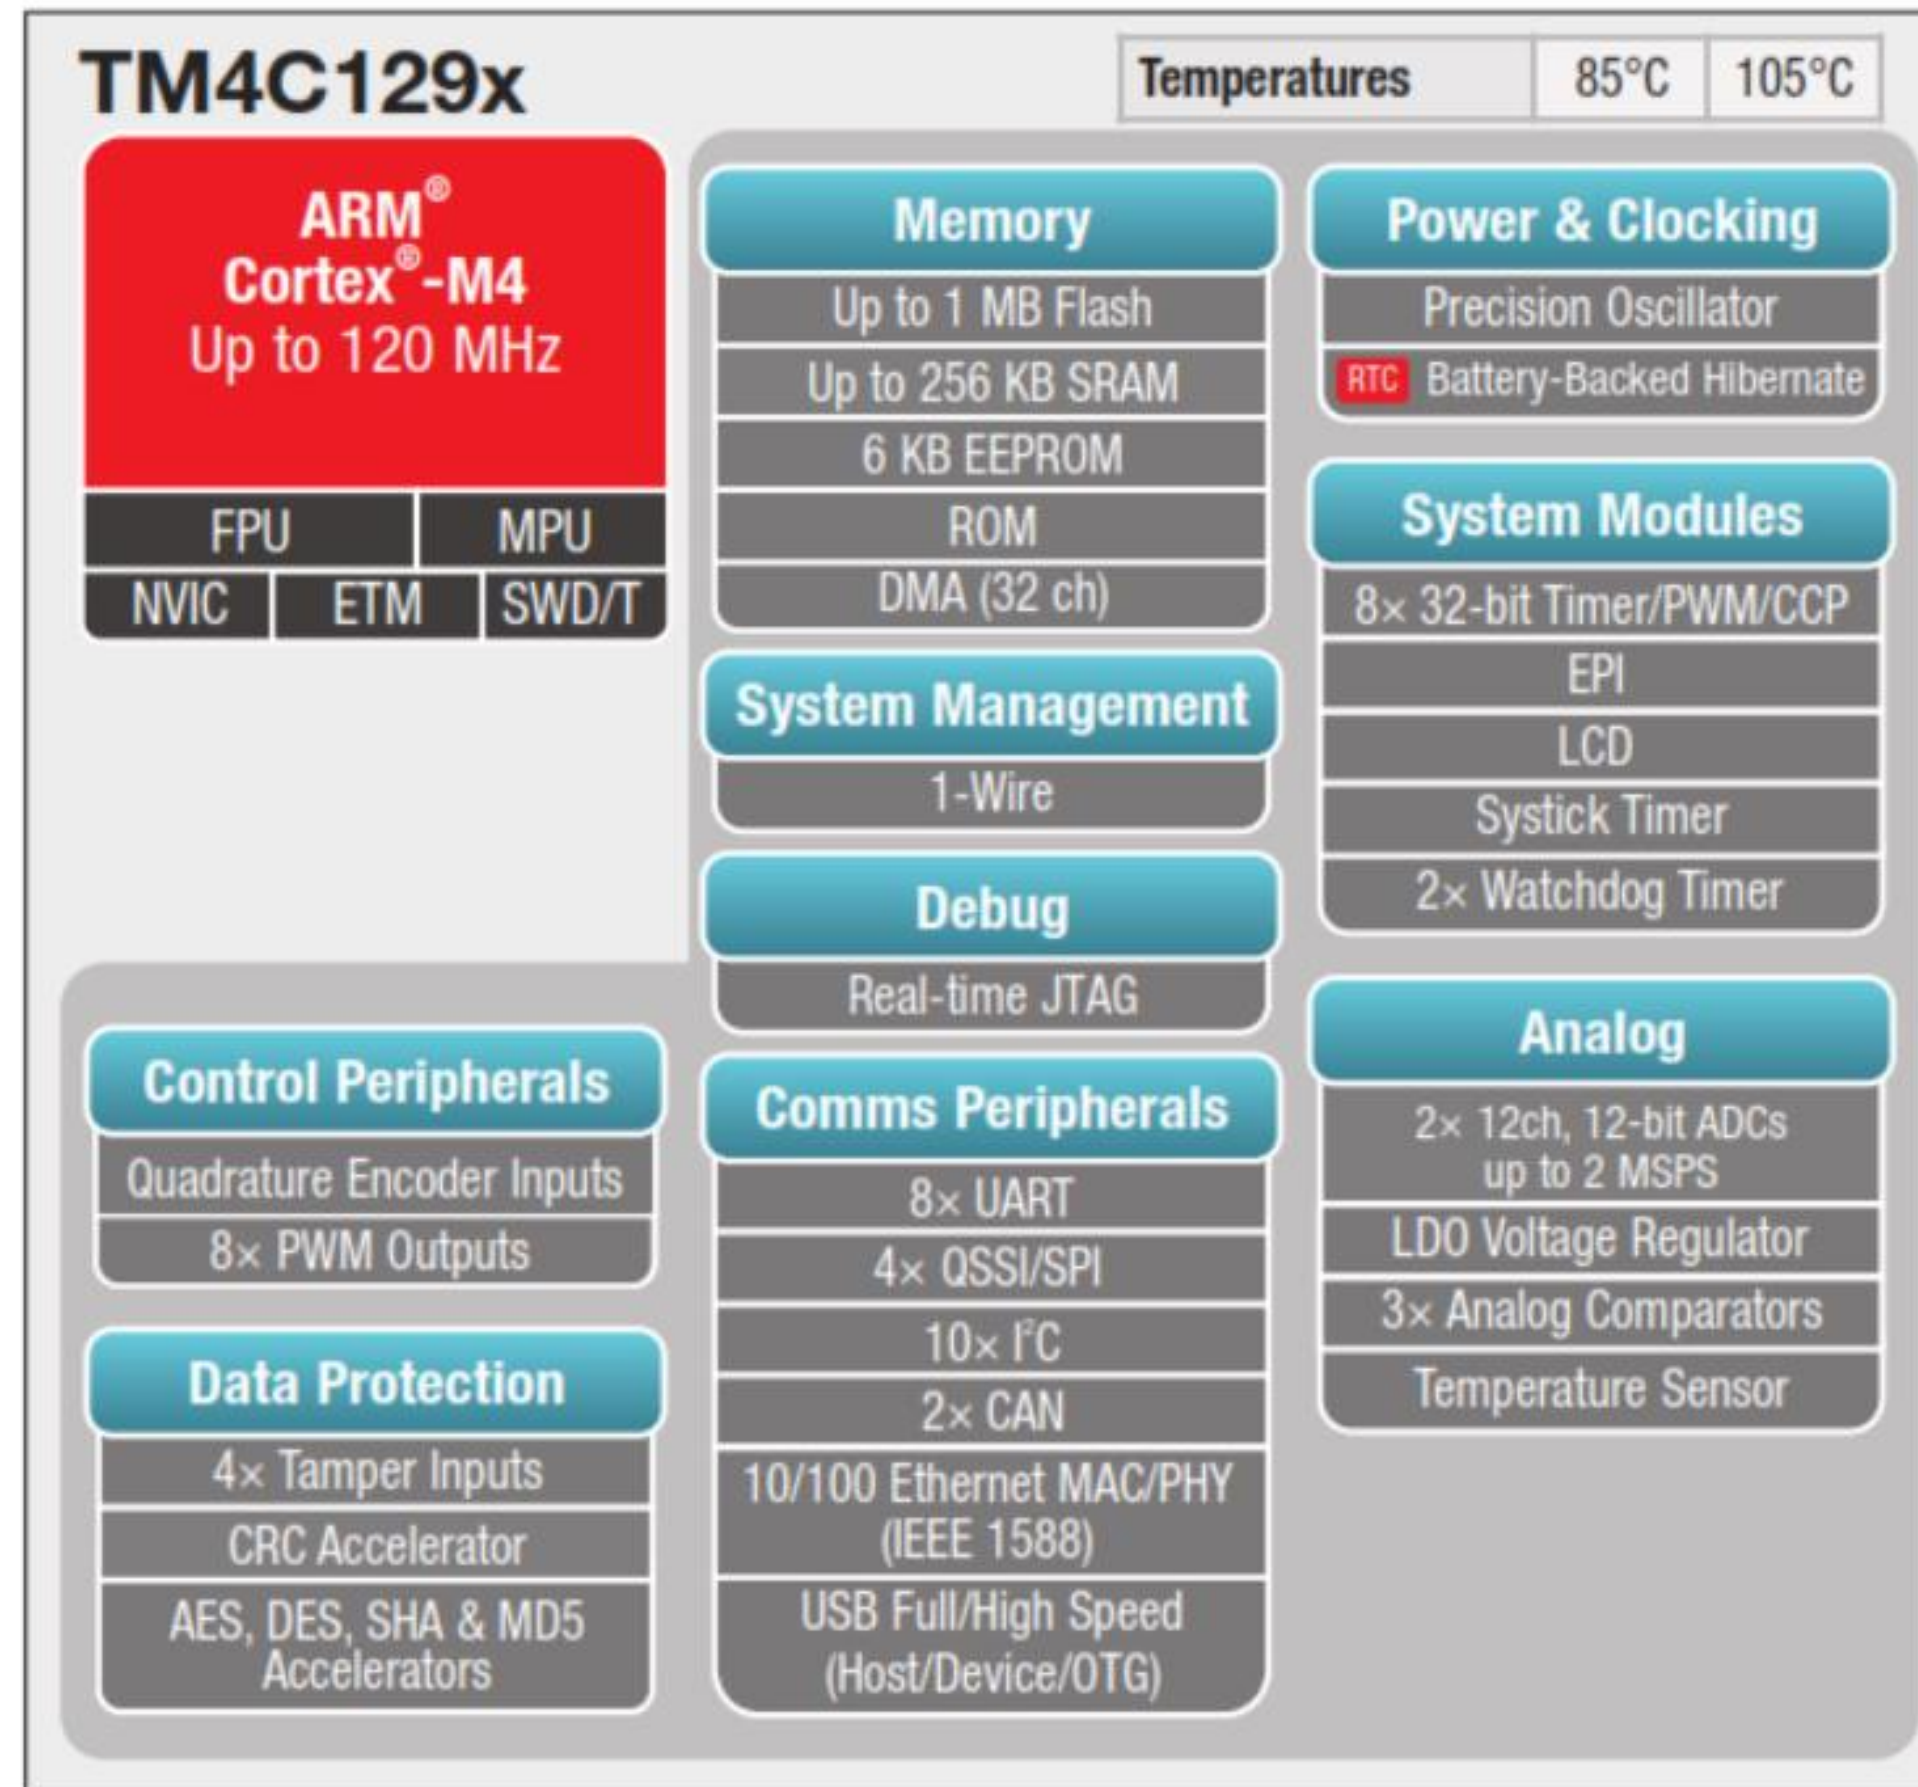 TM4C129x
Temperatures 85°C 105°C
ARM®
Cortex®-M4
Up to 120 MHz
FPU MPU
NVIC ETM SWD/T
Memory
Up to 1 MB Flash
Up to 256 KB SRAM
6 KB EEPROM
ROM
DMA (32 ch)
System Management
1-Wire
Debug
Real-time JTAG
Power & Clocking
Precision Oscillator
RTC Battery-Backed Hibernate
System Modules
8× 32-bit Timer/PWM/CCP
EPI
LCD
Systick Timer
2× Watchdog Timer
Control Peripherals
Quadrature Encoder Inputs
8× PWM Outputs
Data Protection
4× Tamper Inputs
CRC Accelerator
AES, DES, SHA & MD5
Accelerators
Comms Peripherals
8× UART
4× QSSI/SPI
10× I²C
2× CAN
10/100 Ethernet MAC/PHY
(IEEE 1588)
USB Full/High Speed
(Host/Device/OTG)
Analog
2× 12ch, 12-bit ADCs
up to 2 MSPS
LDO Voltage Regulator
3× Analog Comparators
Temperature Sensor